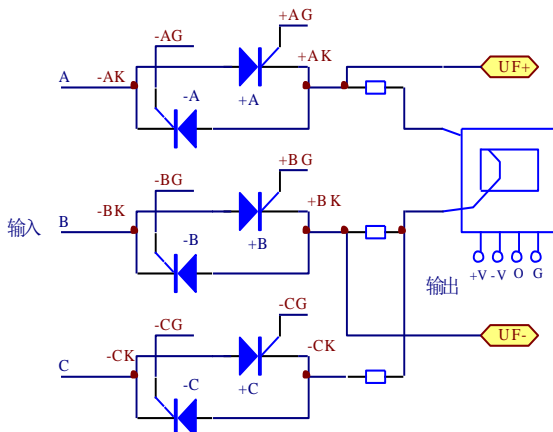 +AG
-AG
UF+
A
-AK
+AK
-A
+A
+BG
-BG
-BK
+BK
输入
B
-B
+B
输出
+V
-V
O
G
-CG
+CG
UF-
-CK
-CK
C
-C
+C